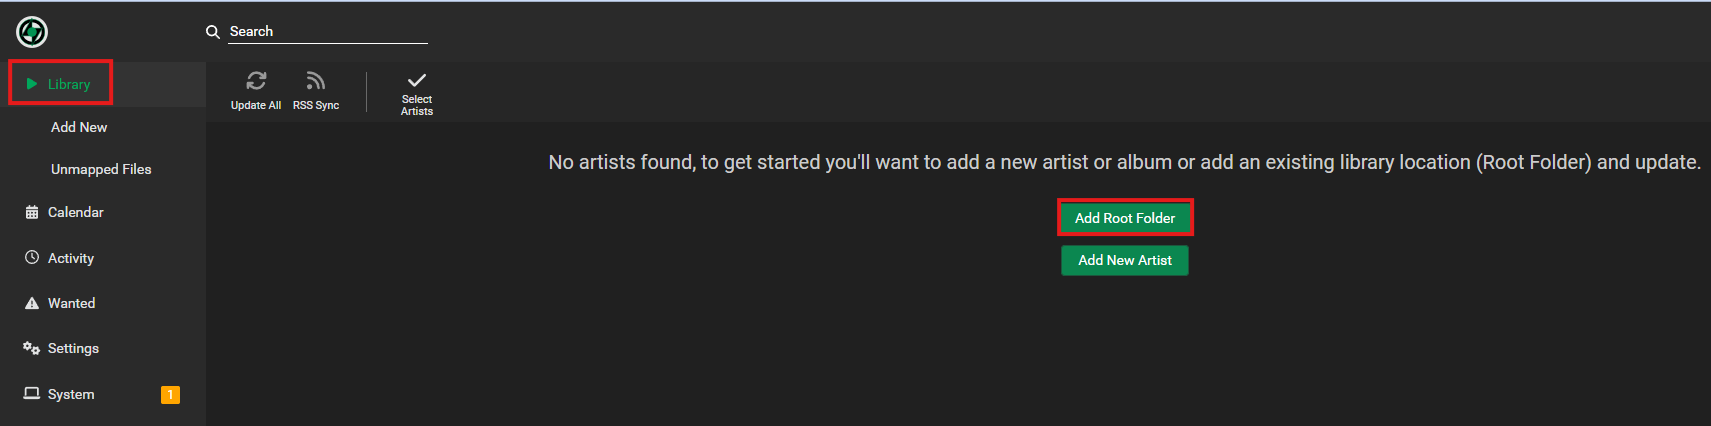 Search
Library
Add New
Unmapped Files
Calendar
Activity
Wanted
Settings
System 1
Update All
RSS Sync
Select
Artists
No artists found, to get started you'll want to add a new artist or album or add an existing library location (Root Folder) and update.
Add Root Folder
Add New Artist